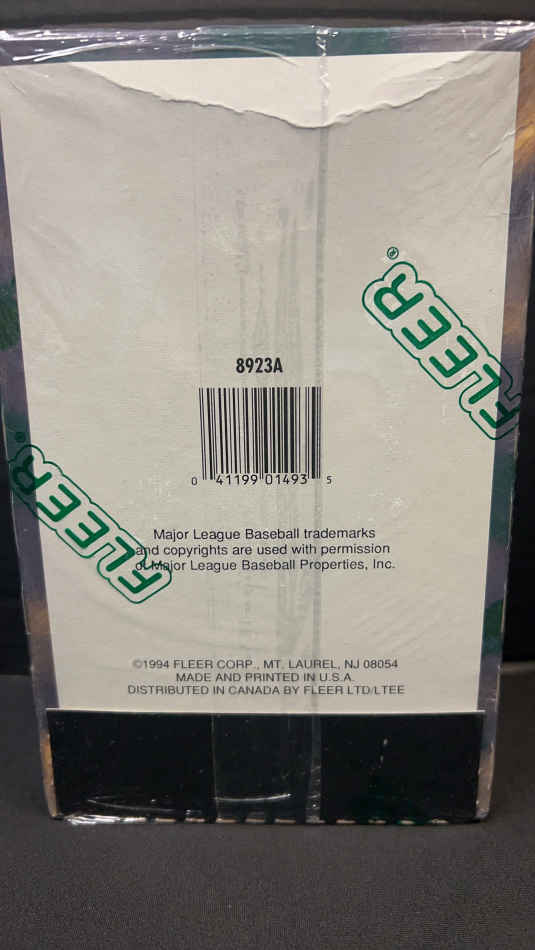 FLEER®
8923A
0 41199 01493 5
FLEER®
Major League Baseball trademarks
and copyrights are used with permission
of Major League Baseball Properties, Inc.
©1994 FLEER CORP., MT. LAUREL, NJ 08054
MADE AND PRINTED IN U.S.A.
DISTRIBUTED IN CANADA BY FLEER LTD/LTEE